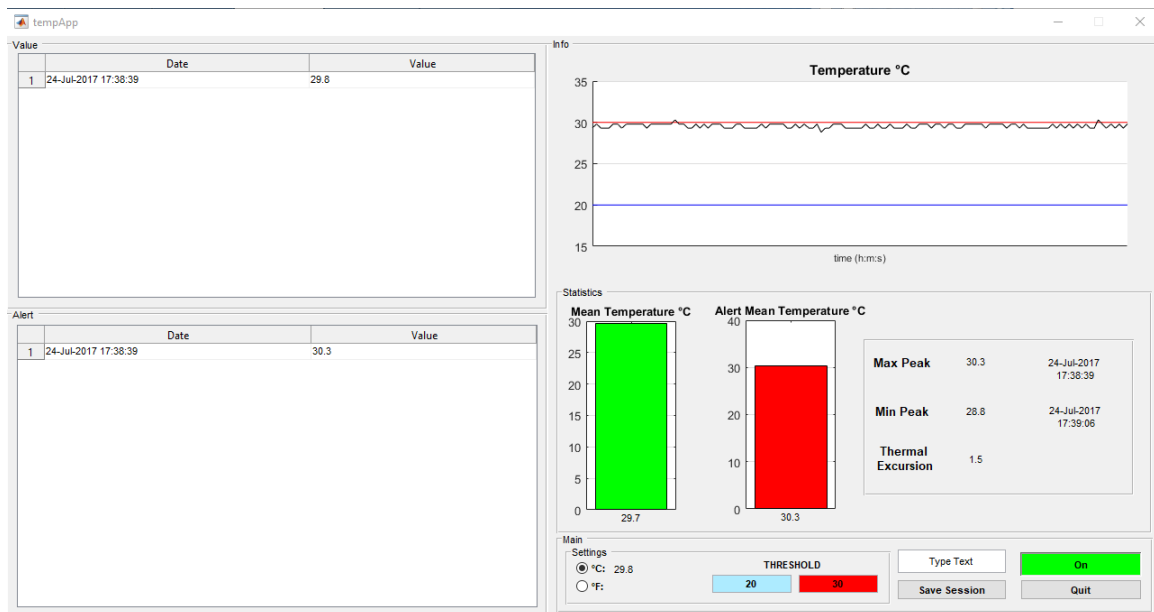 tempApp
Value
Date Value
1 24-Jul-2017 17:38:39 29.8
Alert
Date Value
1 24-Jul-2017 17:38:39 30.3
Info
Temperature °C
35
30
25
20
15
time (h:m:s)
Statistics
Mean Temperature °C
30
25
20
15
10
5
0
29.7
Alert Mean Temperature °C
40
30
20
10
0
30.3
Max Peak 30.3 24-Jul-2017
17:38:39
Min Peak 28.8 24-Jul-2017
17:39:06
Thermal
Excursion 1.5
Main
Settings
°C: 29.8
°F:
THRESHOLD
20 30
Type Text On
Save Session Quit